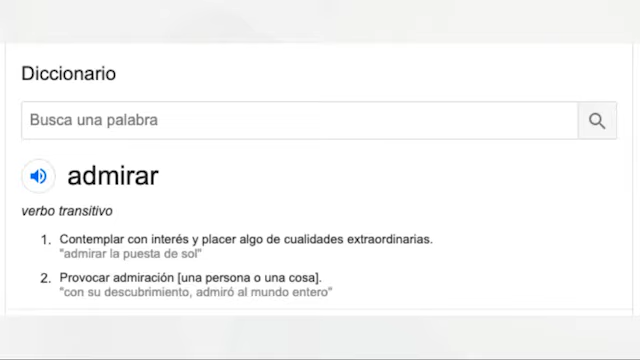 Diccionario
Busca una palabra
admirar
verbo transitivo
1. Contemplar con interés y placer algo de cualidades extraordinarias.
"admirar la puesta de sol"
2. Provocar admiración [una persona o una cosa].
"con su descubrimiento, admiró al mundo entero"